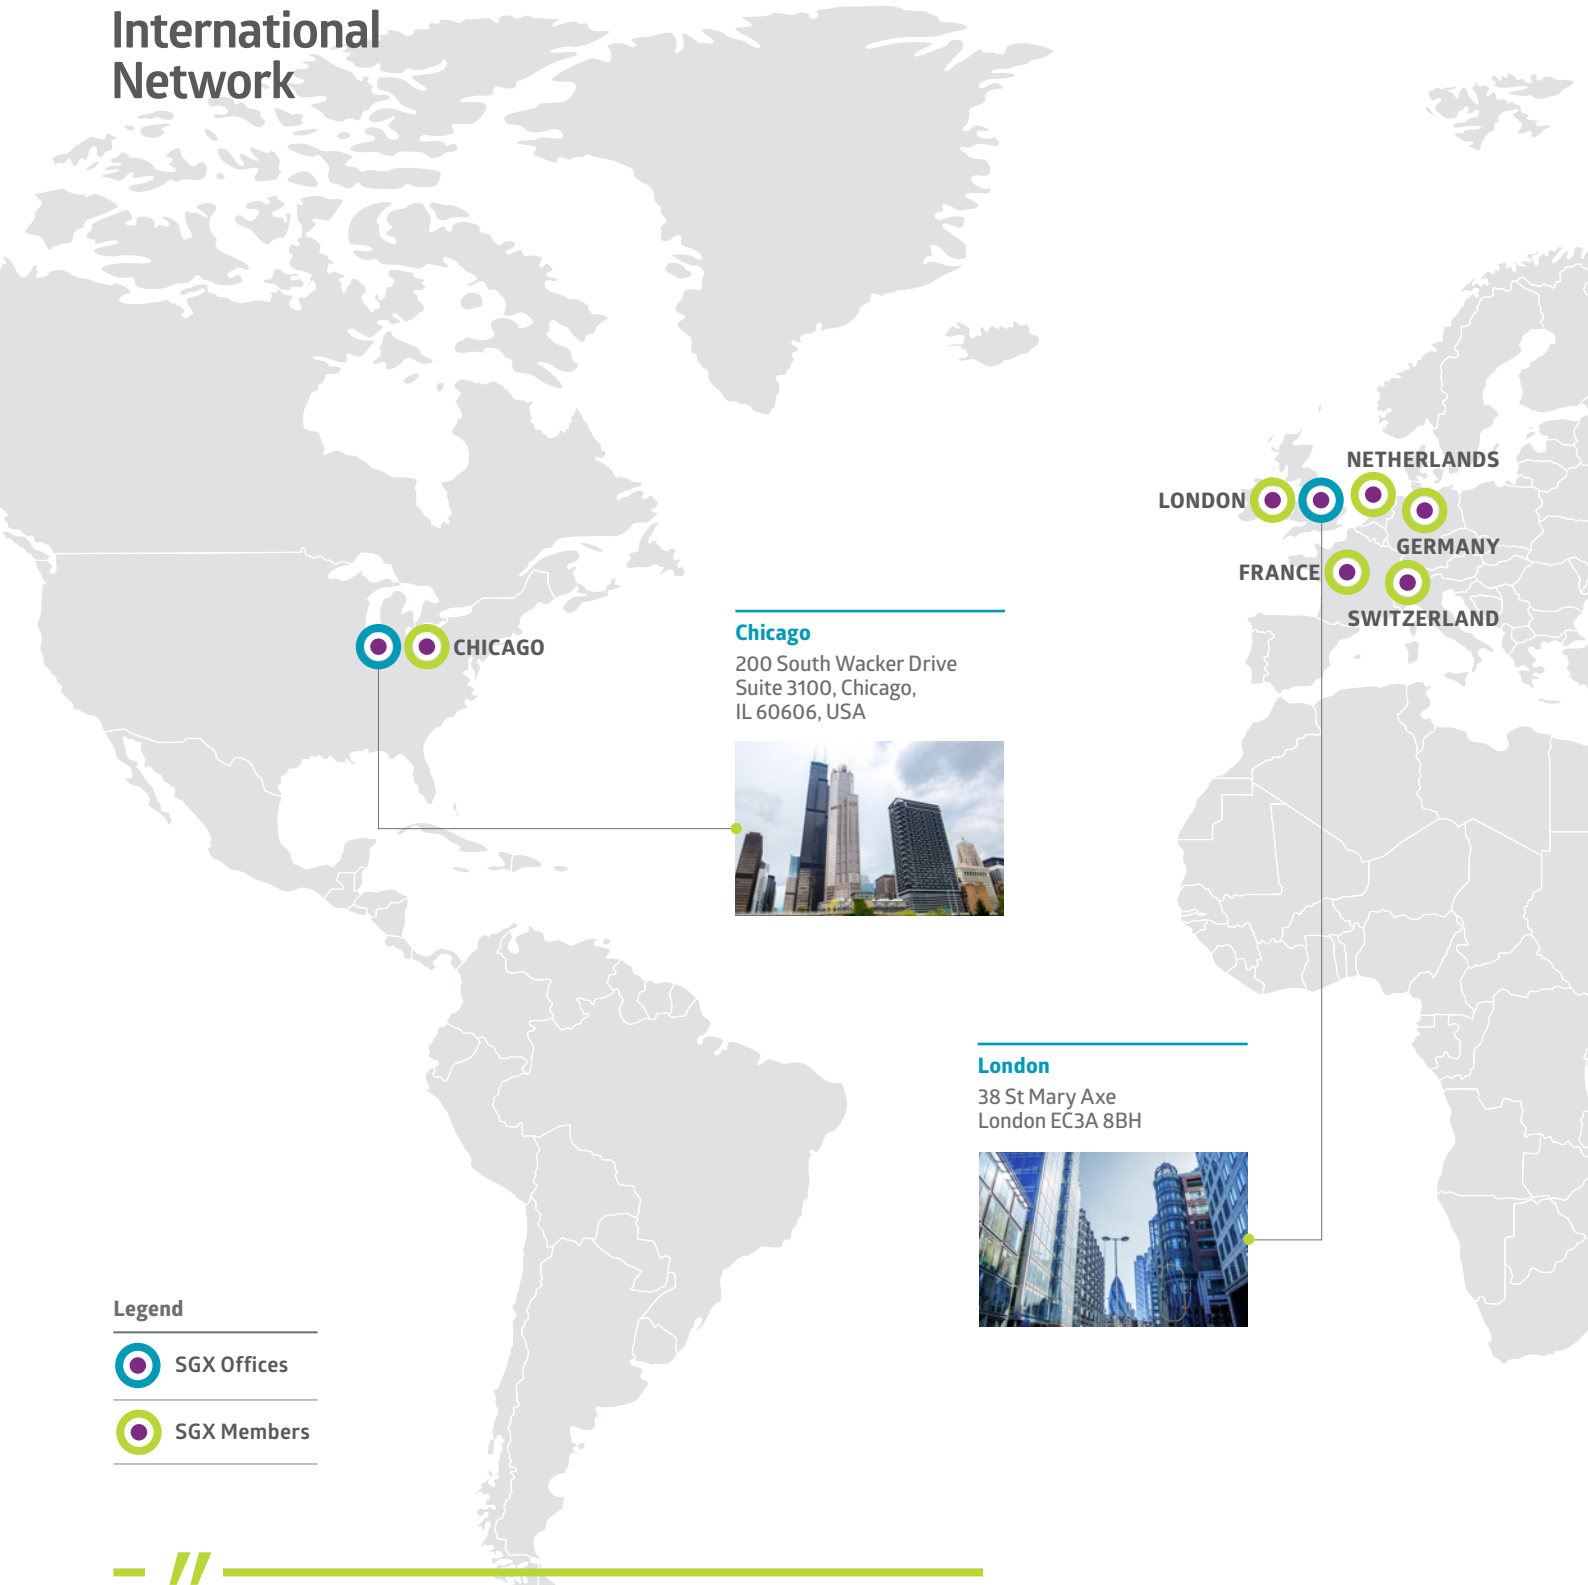 International
Network
NETHERLANDS
LONDON
GERMANY
FRANCE
SWITZERLAND
CHICAGO
Chicago
200 South Wacker Drive
Suite 3100, Chicago,
IL 60606, USA
London
38 St Mary Axe
London EC3A 8BH
Legend
SGX Offices
SGX Members